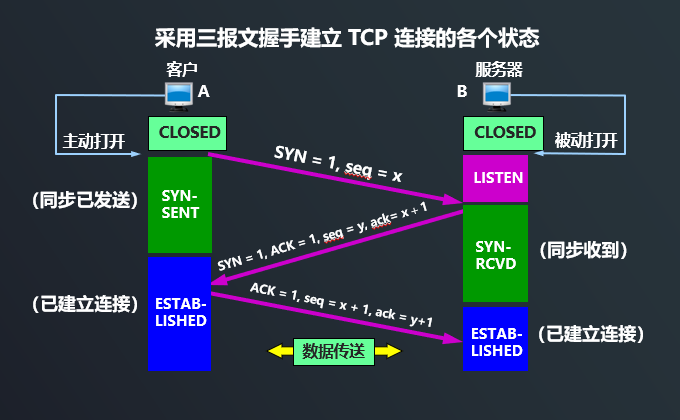 采用三报文握手建立 TCP 连接的各个状态
客户
服务器
A
B
CLOSED
CLOSED
主动打开
被动打开
SYN = 1, seq = x
LISTEN
(同步已发送)
SYN-
SENT
SYN = 1, ACK = 1, seq = y, ack= x + 1
SYN-
RCVD
(同步收到)
(已建立连接)
ESTAB-
LISHED
ACK = 1, seq = x + 1, ack = y+1
ESTAB-
LISHED
(已建立连接)
数据传送